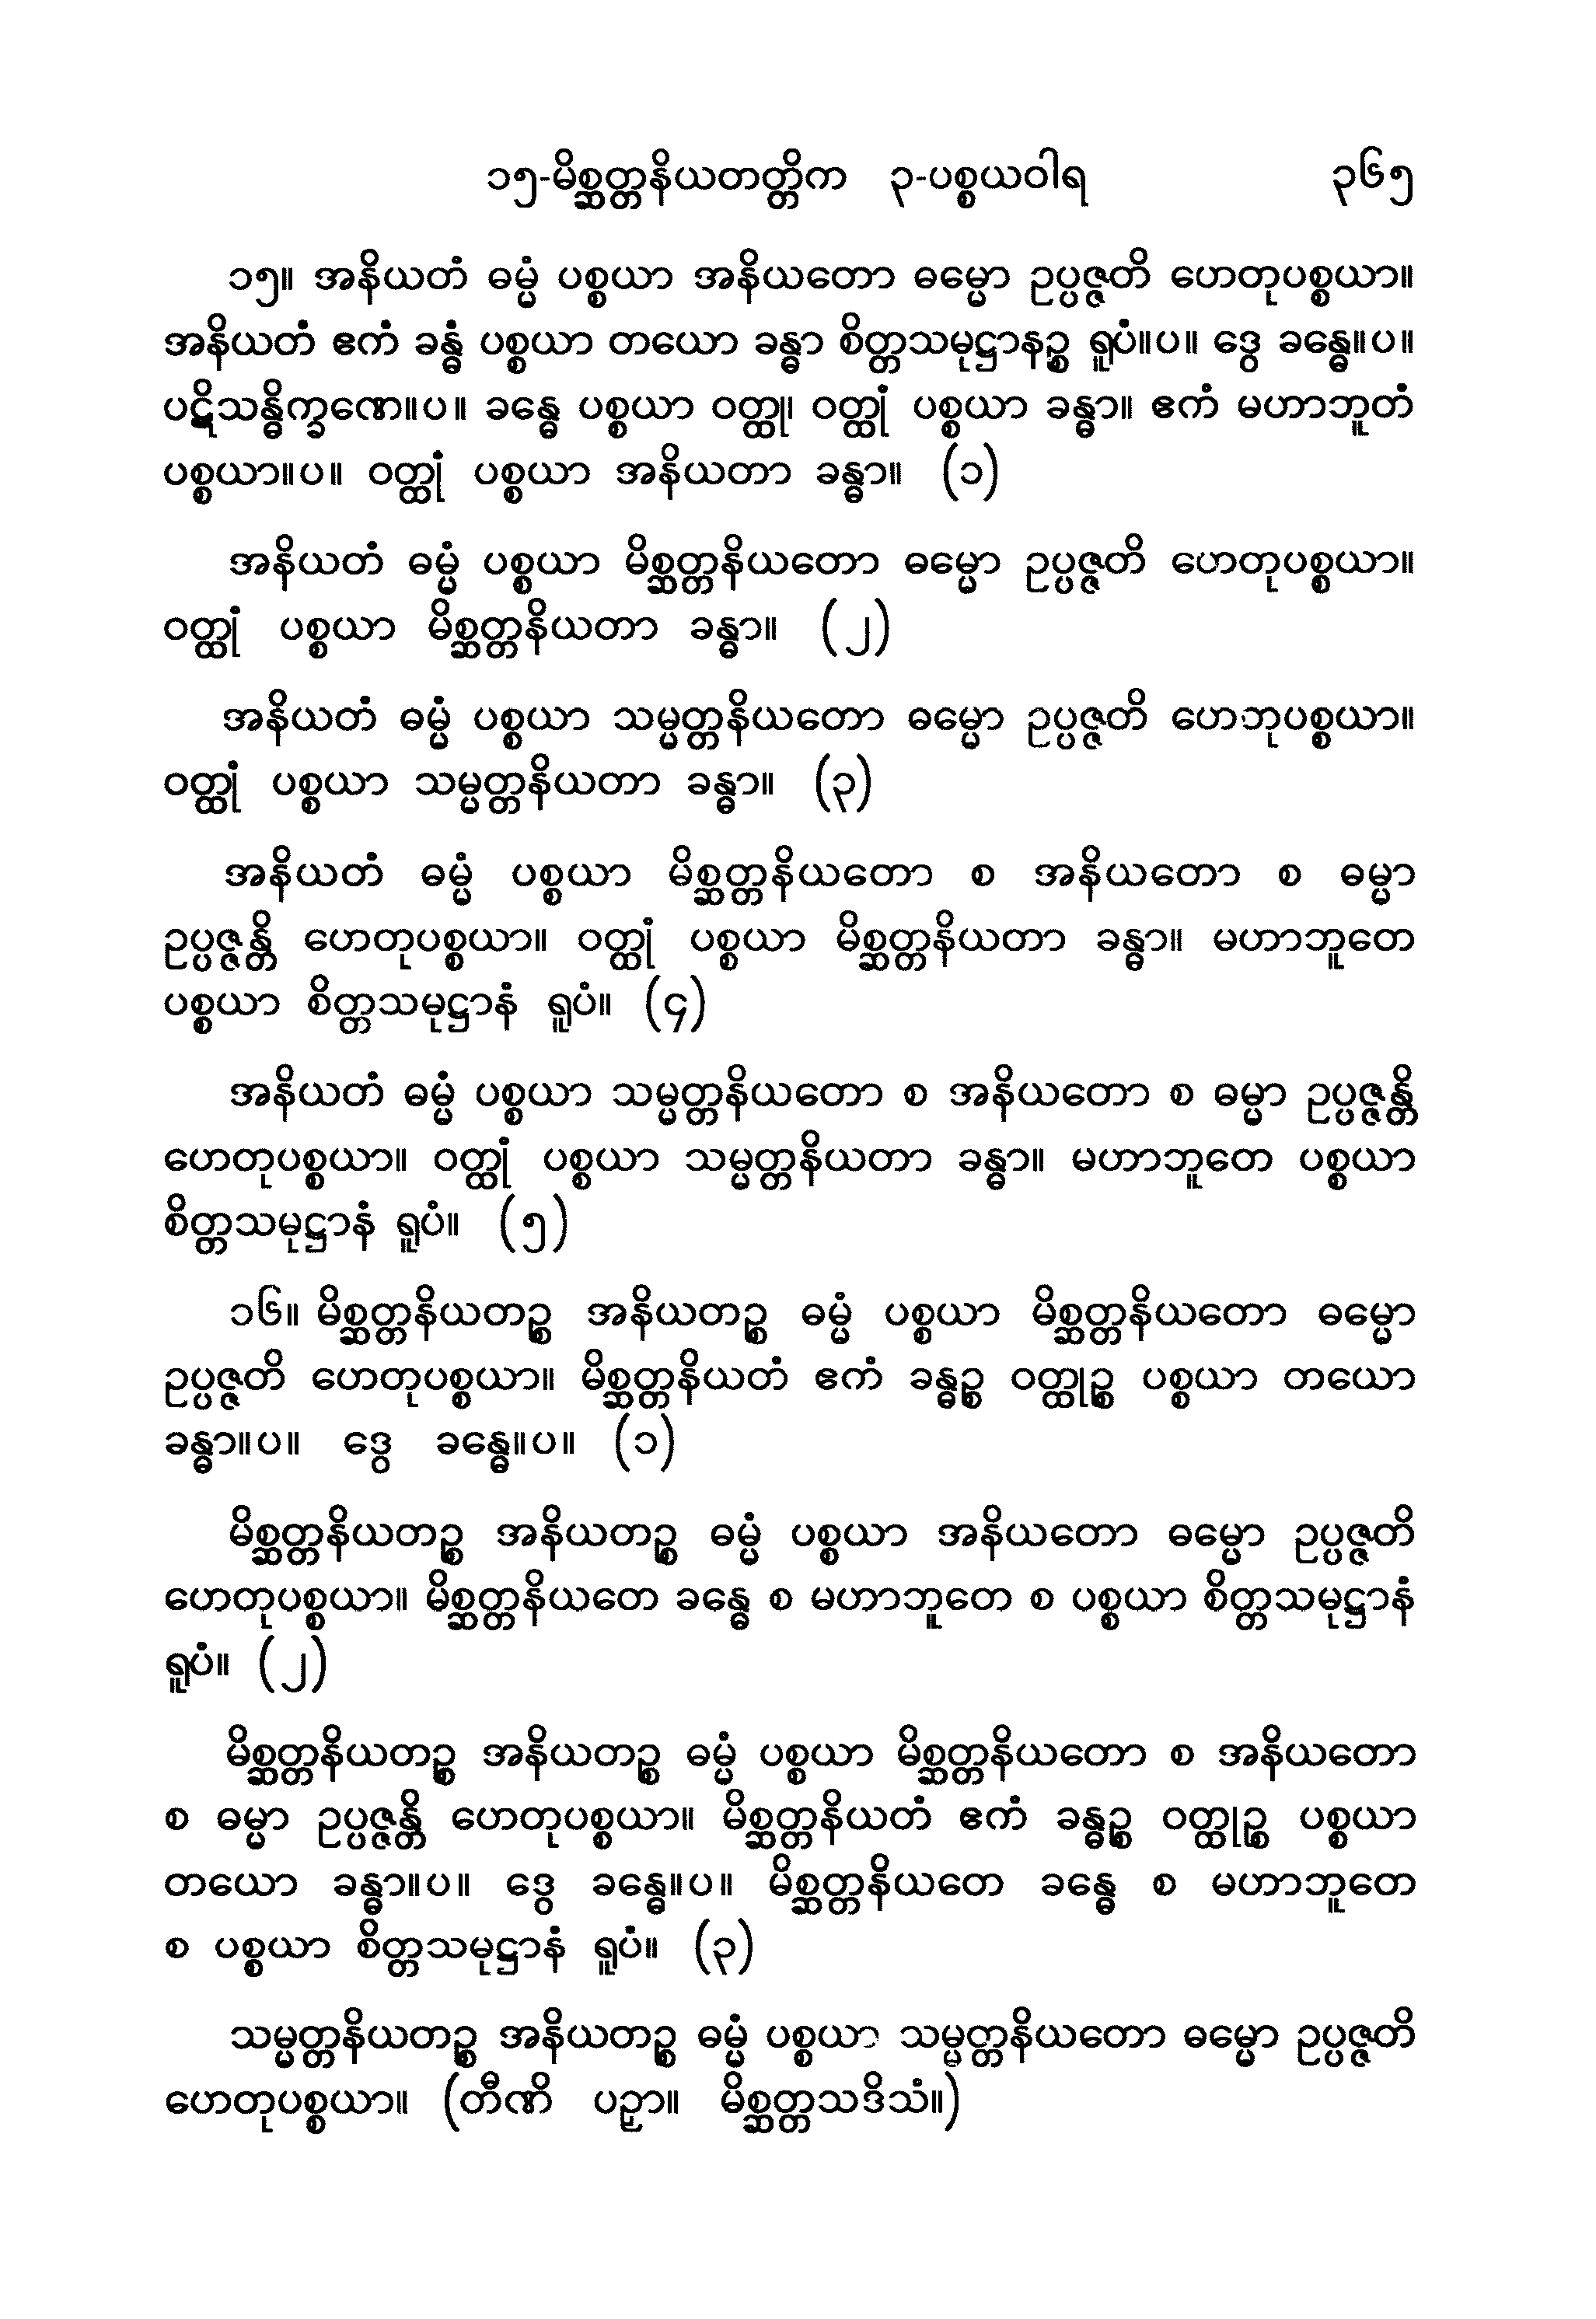 ၁၅-မိစ္ဆတ္တနိယတတ္တိက ၃-ပစ္စယဝါရ ၃၆၅
၁၅။ အနိယတံ ဓမ္မံ ပစ္စယာ အနိယတော ဓမ္မော ဥပ္ပဇ္ဇတိ ဟေတုပစ္စယာ။
အနိယတံ ဧကံ ခန္ဓံ ပစ္စယာ တယော ခန္ဓာ စိတ္တသမုဋ္ဌာနဉ္စ ရူပံ။ပ။ ဒွေ ခန္ဓေ။ပ။
ပဋိသန္ဓိက္ခဏေ။ပ။ ခန္ဓေ ပစ္စယာ ဝတ္ထု၊ ဝတ္ထုံ ပစ္စယာ ခန္ဓာ။ ဧကံ မဟာဘူတံ
ပစ္စယာ။ပ။ ဝတ္ထုံ ပစ္စယာ အနိယတာ ခန္ဓာ။ (၁)
အနိယတံ ဓမ္မံ ပစ္စယာ မိစ္ဆတ္တနိယတော ဓမ္မော ဥပ္ပဇ္ဇတိ ဟေတုပစ္စယာ။
ဝတ္ထုံ ပစ္စယာ မိစ္ဆတ္တနိယတာ ခန္ဓာ။ (၂)
အနိယတံ ဓမ္မံ ပစ္စယာ သမ္မတ္တနိယတော ဓမ္မော ဥပ္ပဇ္ဇတိ ဟေတုပစ္စယာ။
ဝတ္ထုံ ပစ္စယာ သမ္မတ္တနိယတာ ခန္ဓာ။ (၃)
အနိယတံ ဓမ္မံ ပစ္စယာ မိစ္ဆတ္တနိယတော စ အနိယတော စ ဓမ္မာ
ဥပ္ပဇ္ဇန္တိ ဟေတုပစ္စယာ။ ဝတ္ထုံ ပစ္စယာ မိစ္ဆတ္တနိယတာ ခန္ဓာ။ မဟာဘူတေ
ပစ္စယာ စိတ္တသမုဋ္ဌာနံ ရူပံ။ (၄)
အနိယတံ ဓမ္မံ ပစ္စယာ သမ္မတ္တနိယတော စ အနိယတော စ ဓမ္မာ ဥပ္ပဇ္ဇန္တိ
ဟေတုပစ္စယာ။ ဝတ္ထုံ ပစ္စယာ သမ္မတ္တနိယတာ ခန္ဓာ။ မဟာဘူတေ ပစ္စယာ
စိတ္တသမုဋ္ဌာနံ ရူပံ။ (၅)
၁၆။ မိစ္ဆတ္တနိယတဉ္စ အနိယတဉ္စ ဓမ္မံ ပစ္စယာ မိစ္ဆတ္တနိယတော ဓမ္မော
ဥပ္ပဇ္ဇတိ ဟေတုပစ္စယာ။ မိစ္ဆတ္တနိယတံ ဧကံ ခန္ဓဉ္စ ဝတ္ထုဉ္စ ပစ္စယာ တယော
ခန္ဓာ။ပ။ ဒွေ ခန္ဓေ။ပ။ (၁)
မိစ္ဆတ္တနိယတဉ္စ အနိယတဉ္စ ဓမ္မံ ပစ္စယာ အနိယတော ဓမ္မော ဥပ္ပဇ္ဇတိ
ဟေတုပစ္စယာ။ မိစ္ဆတ္တနိယတေ ခန္ဓေ စ မဟာဘူတေ စ ပစ္စယာ စိတ္တသမုဋ္ဌာနံ
ရူပံ။ (၂)
မိစ္ဆတ္တနိယတဉ္စ အနိယတဉ္စ ဓမ္မံ ပစ္စယာ မိစ္ဆတ္တနိယတော စ အနိယတော
စ ဓမ္မာ ဥပ္ပဇ္ဇန္တိ ဟေတုပစ္စယာ။ မိစ္ဆတ္တနိယတံ ဧကံ ခန္ဓဉ္စ ဝတ္ထုဉ္စ ပစ္စယာ
တယော ခန္ဓာ။ပ။ ဒွေ ခန္ဓေ။ပ။ မိစ္ဆတ္တနိယတေ ခန္ဓေ စ မဟာဘူတေ
စ ပစ္စယာ စိတ္တသမုဋ္ဌာနံ ရူပံ။ (၃)
သမ္မတ္တနိယတဉ္စ အနိယတဉ္စ ဓမ္မံ ပစ္စယာ သမ္မတ္တနိယတော ဓမ္မော ဥပ္ပဇ္ဇတိ
ဟေတုပစ္စယာ။ (တီဏိ ပဉှာ။ မိစ္ဆတ္တသဒိသံ။)